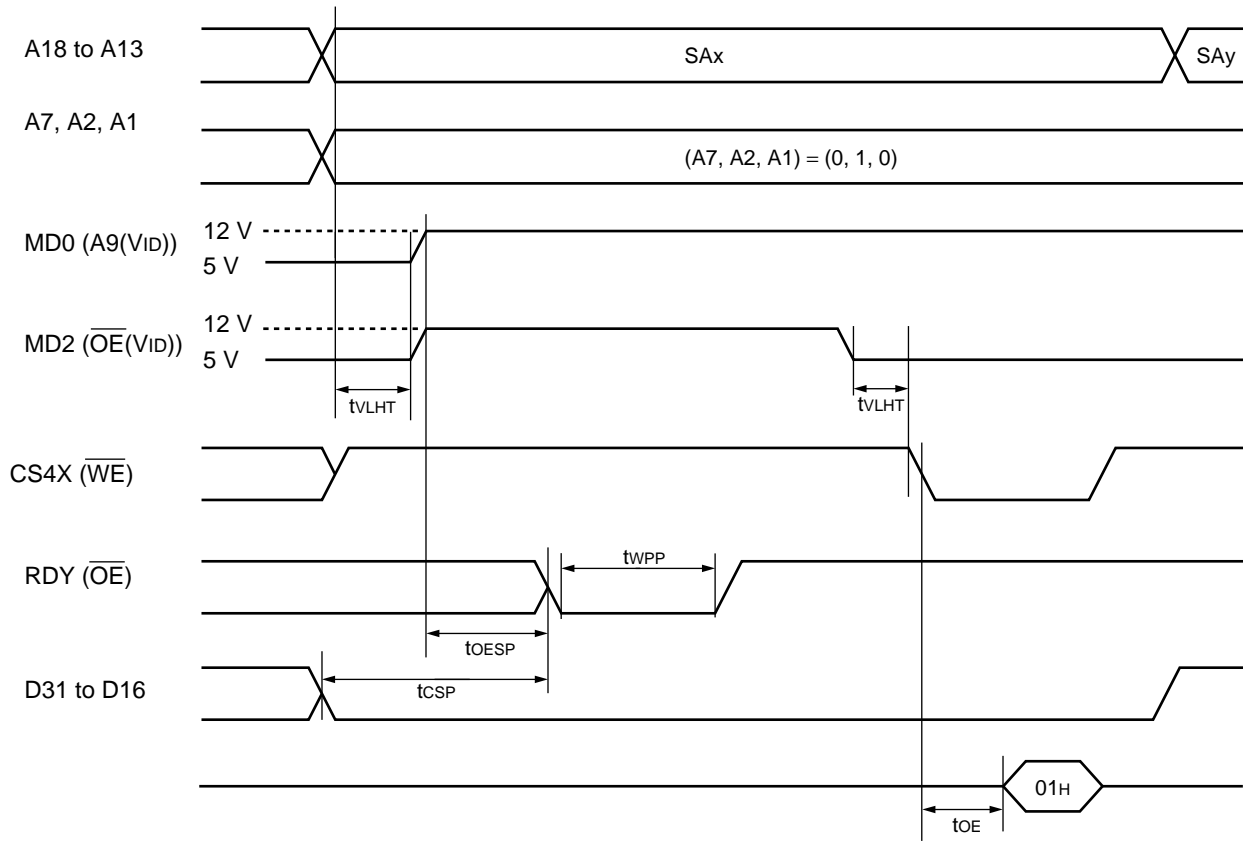 A18 to A13
SAx
SAy
A7, A2, A1
(A7, A2, A1) = (0, 1, 0)
MD0 (A9(VID))
12 V
5 V
MD2 (OE(VID))
12 V
5 V
tVLHT
tVLHT
CS4X (WE)
RDY (OE)
tWPP
tOESP
tCSP
D31 to D16
01H
tOE